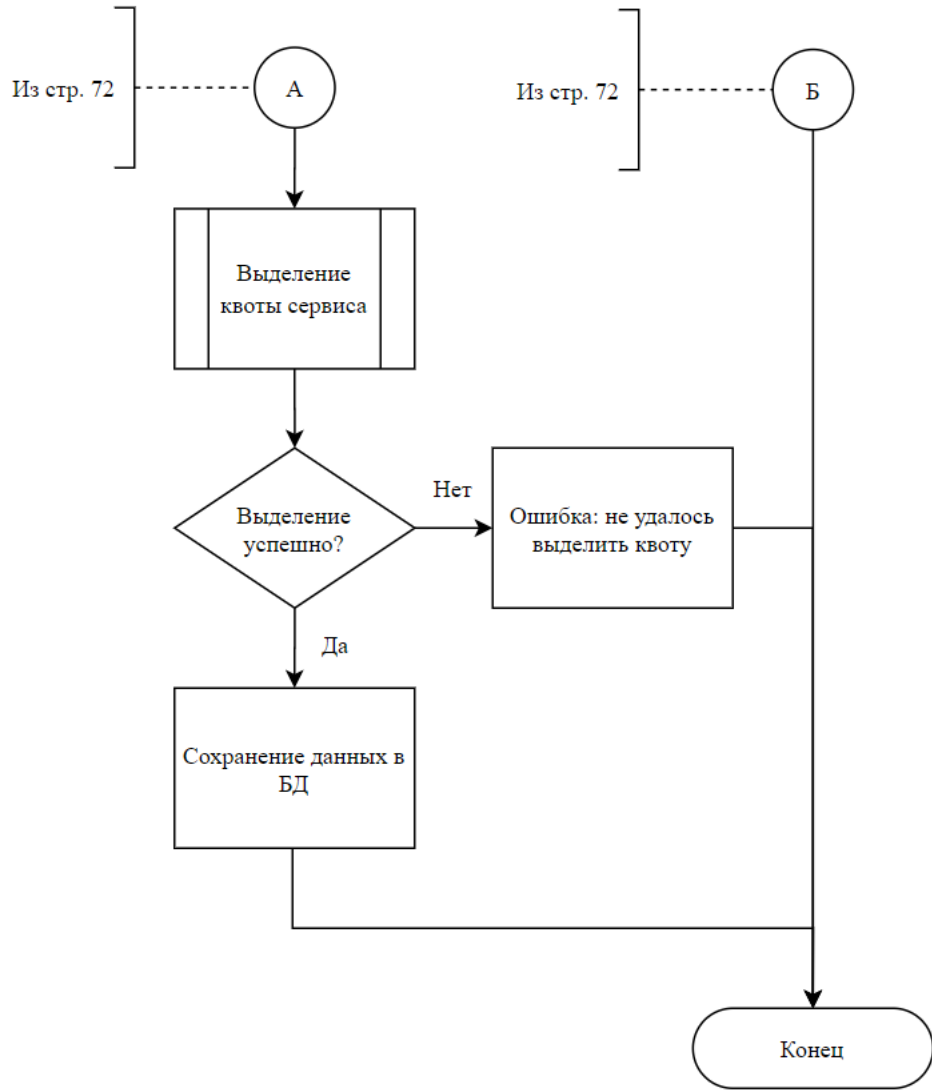 Из стр. 72
А
Из стр. 72
Б
Выделение
квоты сервиса
Выделение
успешно?
Нет
Ошибка: не удалось
выделить квоту
Да
Сохранение данных в
БД
Конец